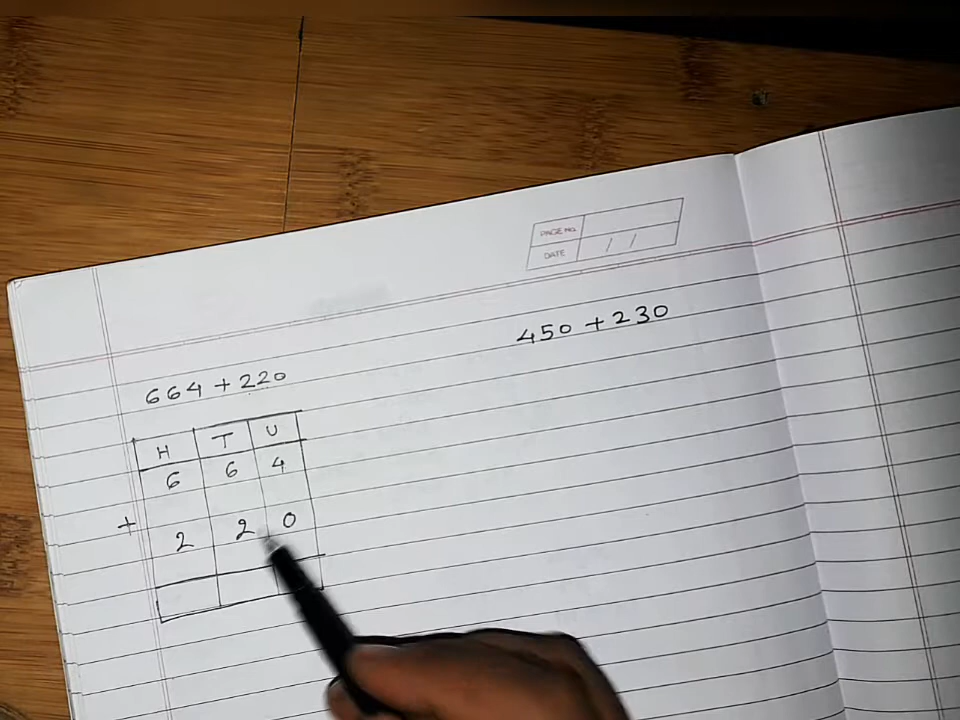 PAGE NO.
DATE / /
450 + 230
664 + 220
H T U
6 6 4
+
2 2 0